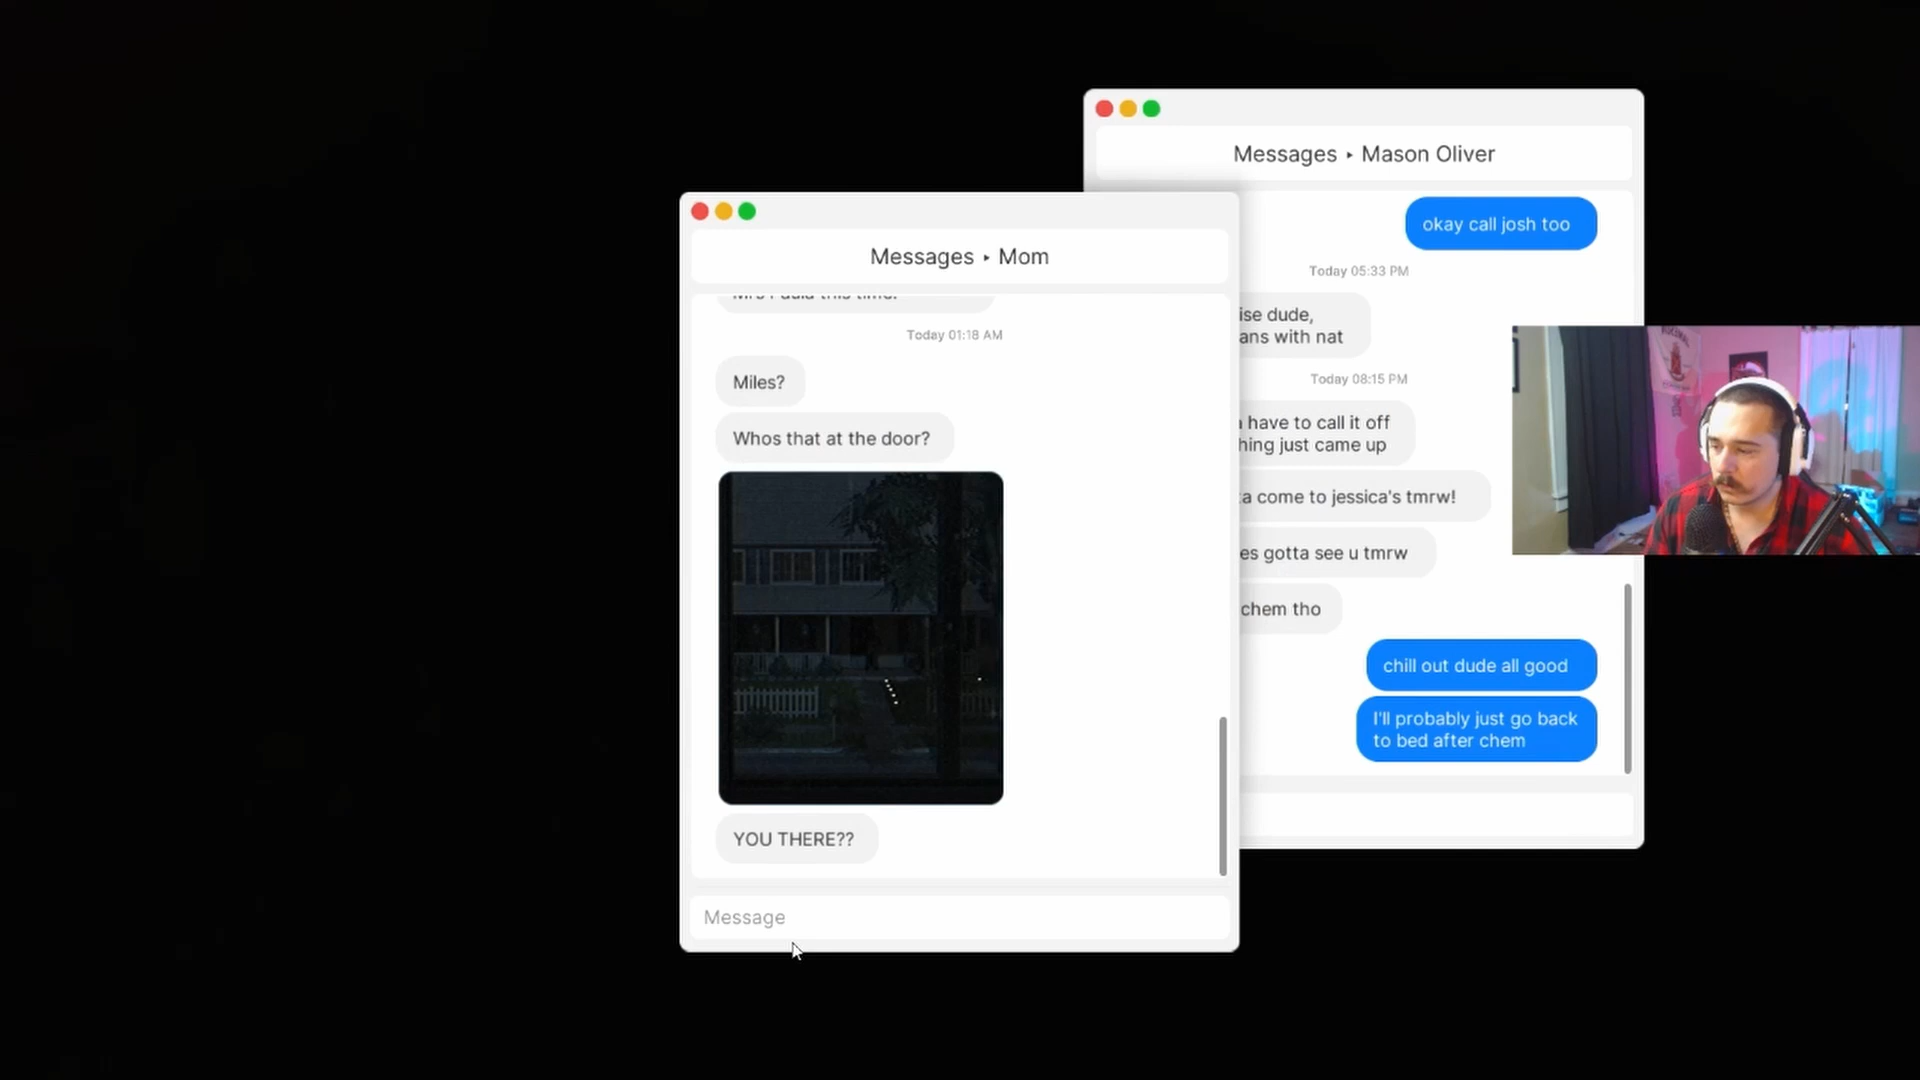 Messages ‣ Mom
Today 01:18 AM
Miles?
Whos that at the door?
YOU THERE??
Message
Messages ‣ Mason Oliver
okay call josh too
Today 05:33 PM
ise dude,
ans with nat
Today 08:15 PM
have to call it off
hing just came up
a come to jessica's tmrw!
es gotta see u tmrw
chem tho
chill out dude all good
I'll probably just go back
to bed after chem